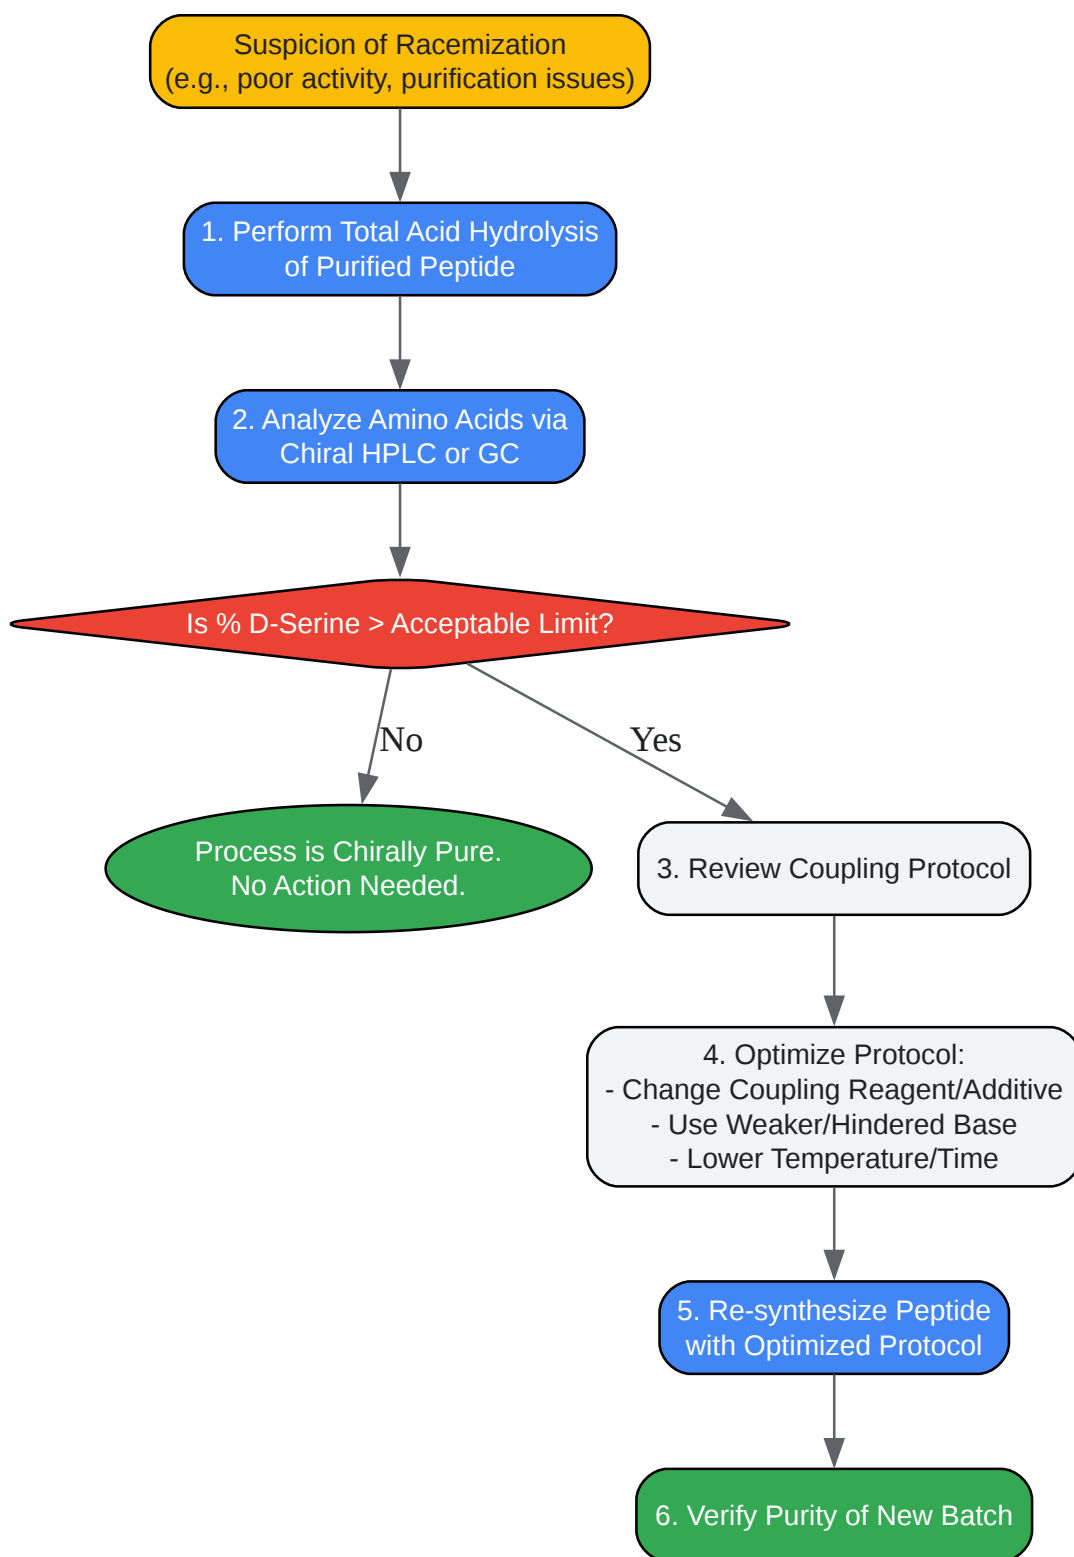 Suspicion of Racemization
(e.g., poor activity, purification issues)
1. Perform Total Acid Hydrolysis
of Purified Peptide
2. Analyze Amino Acids via
Chiral HPLC or GC
Is % D-Serine > Acceptable Limit?
No
Yes
Process is Chirally Pure.
No Action Needed.
3. Review Coupling Protocol
4. Optimize Protocol:
- Change Coupling Reagent/Additive
- Use Weaker/Hindered Base
- Lower Temperature/Time
5. Re-synthesize Peptide
with Optimized Protocol
6. Verify Purity of New Batch